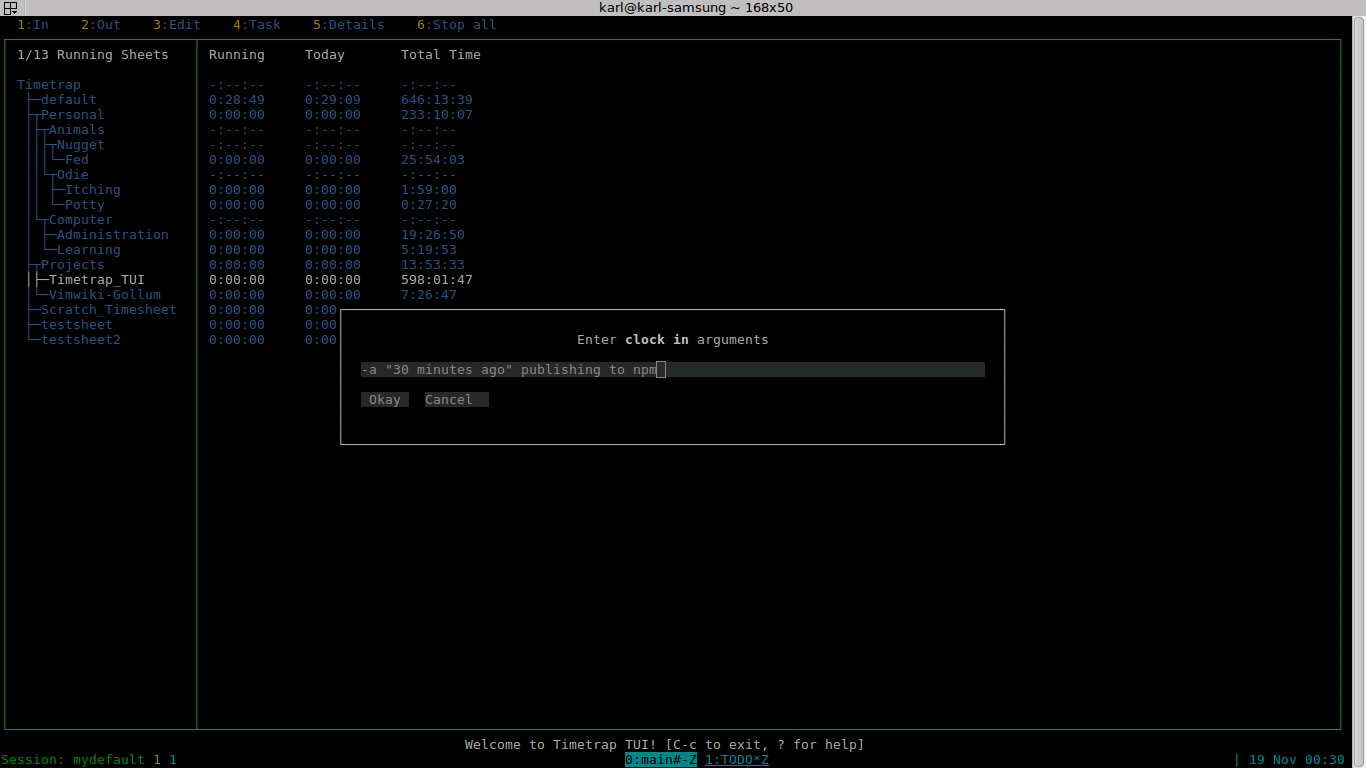 karl@karl-samsung ~ 168x50
1:In 2:Out 3:Edit 4:Task 5:Details 6:Stop all
1/13 Running Sheets Running Today Total Time
Timetrap -:--:-- -:--:-- -:--:--
default 0:28:49 0:29:09 646:13:39
Personal 0:00:00 0:00:00 233:10:07
Animals -:--:-- -:--:-- -:--:--
Nugget -:--:-- -:--:-- -:--:--
Fed 0:00:00 0:00:00 25:54:03
Odie -:--:-- -:--:-- -:--:--
Itching 0:00:00 0:00:00 1:59:00
Potty 0:00:00 0:00:00 0:27:20
Computer -:--:-- -:--:-- -:--:--
Administration 0:00:00 0:00:00 19:26:50
Learning 0:00:00 0:00:00 5:19:53
Projects 0:00:00 0:00:00 13:53:33
Timetrap_TUI 0:00:00 0:00:00 598:01:47
Vimwiki-Gollum 0:00:00 0:00:00 7:26:47
Scratch_Timesheet 0:00:00 0:00
testsheet 0:00:00 0:00
testsheet2 0:00:00 0:00
Enter clock in arguments
-a "30 minutes ago" publishing to npm
Okay Cancel
Welcome to Timetrap TUI! [C-c to exit, ? for help]
Session: mydefault 1 1 0:main#-Z 1:TODO*Z | 19 Nov 00:30